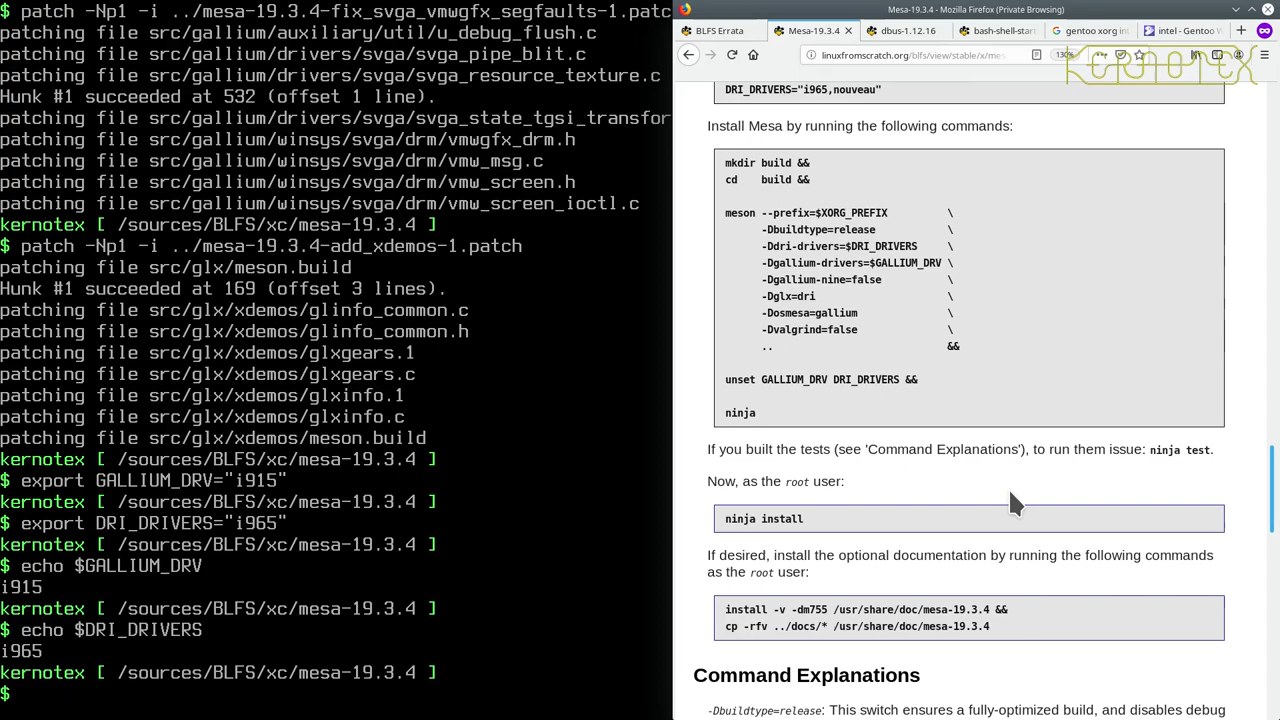 $ patch -Np1 -i ../mesa-19.3.4-fix_svga_vmwgfx_segfaults-1.patc
patching file src/gallium/auxiliary/util/u_debug_flush.c
patching file src/gallium/drivers/svga/svga_pipe_blit.c
patching file src/gallium/drivers/svga/svga_resource_texture.c
Hunk #1 succeeded at 532 (offset 1 line).
patching file src/gallium/drivers/svga/svga_state_tgsi_transfor
patching file src/gallium/winsys/svga/drm/vmwgfx_drm.h
patching file src/gallium/winsys/svga/drm/vmw_msg.c
patching file src/gallium/winsys/svga/drm/vmw_screen.h
patching file src/gallium/winsys/svga/drm/vmw_screen_ioctl.c
kernotex [ /sources/BLFS/xc/mesa-19.3.4 ]
$ patch -Np1 -i ../mesa-19.3.4-add_xdemos-1.patch
patching file src/glx/meson.build
Hunk #1 succeeded at 169 (offset 3 lines).
patching file src/glx/xdemos/glinfo_common.c
patching file src/glx/xdemos/glinfo_common.h
patching file src/glx/xdemos/glxgears.1
patching file src/glx/xdemos/glxgears.c
patching file src/glx/xdemos/glxinfo.1
patching file src/glx/xdemos/glxinfo.c
patching file src/glx/xdemos/meson.build
kernotex [ /sources/BLFS/xc/mesa-19.3.4 ]
$ export GALLIUM_DRV="i915"
kernotex [ /sources/BLFS/xc/mesa-19.3.4 ]
$ export DRI_DRIVERS="i965"
kernotex [ /sources/BLFS/xc/mesa-19.3.4 ]
$ echo $GALLIUM_DRV
i915
kernotex [ /sources/BLFS/xc/mesa-19.3.4 ]
$ echo $DRI_DRIVERS
i965
kernotex [ /sources/BLFS/xc/mesa-19.3.4 ]
$
Mesa-19.3.4 - Mozilla Firefox (Private Browsing)
BLFS Errata
Mesa-19.3.4
dbus-1.12.16
bash-shell-star
gentoo xorg int
intel - Gentoo W
linuxfromscratch.org/blfs/view/stable/x/mes
130%
KERNOTEX
DRI_DRIVERS="i965,nouveau"
Install Mesa by running the following commands:
mkdir build &&
cd    build &&
meson --prefix=$XORG_PREFIX          \
      -Dbuildtype=release            \
      -Ddri-drivers=$DRI_DRIVERS     \
      -Dgallium-drivers=$GALLIUM_DRV \
      -Dgallium-nine=false           \
      -Dglx=dri                      \
      -Dosmesa=gallium               \
      -Dvalgrind=false               \
      ..                             &&
unset GALLIUM_DRV DRI_DRIVERS &&
ninja
If you built the tests (see 'Command Explanations'), to run them issue: ninja test.
Now, as the root user:
ninja install
If desired, install the optional documentation by running the following commands
as the root user:
install -v -dm755 /usr/share/doc/mesa-19.3.4 &&
cp -rfv ../docs/* /usr/share/doc/mesa-19.3.4
Command Explanations
-Dbuildtype=release: This switch ensures a fully-optimized build, and disables debug